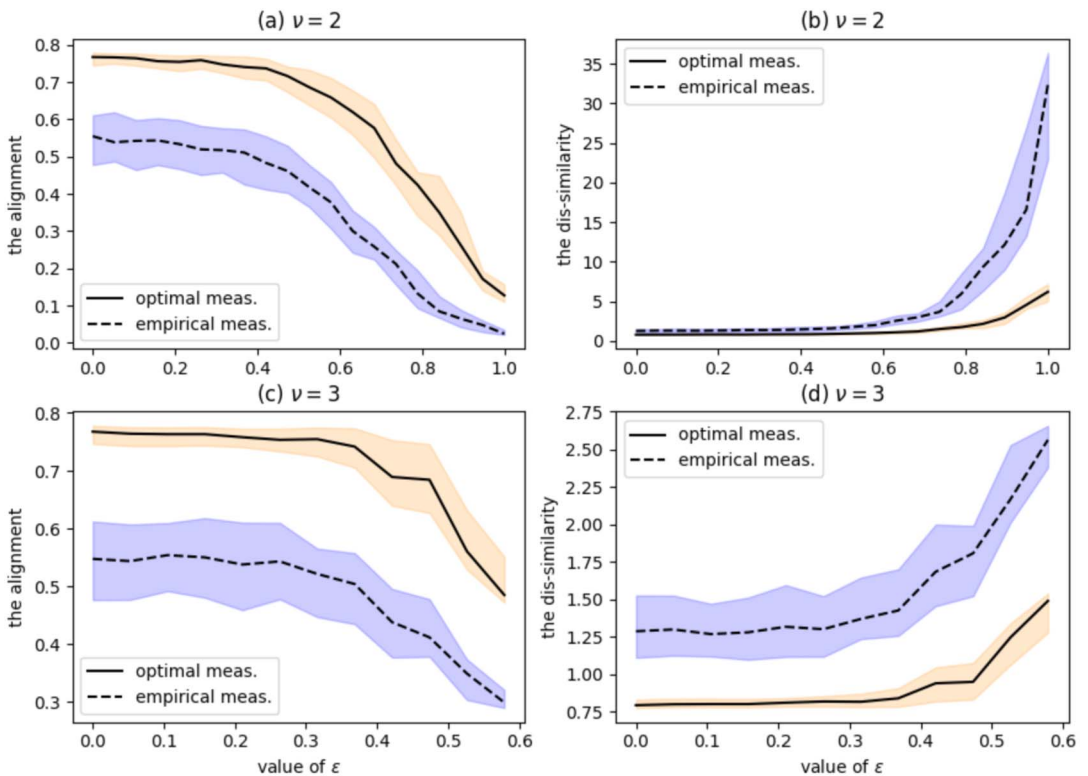 (a) ν = 2
the alignment
0.8
0.7
0.6
0.5
0.4
0.3
0.2
0.1
0.0
optimal meas.
empirical meas.
0.0 0.2 0.4 0.6 0.8 1.0
(b) ν = 2
the dis-similarity
35
30
25
20
15
10
5
0
optimal meas.
empirical meas.
0.0 0.2 0.4 0.6 0.8 1.0
(c) ν = 3
the alignment
0.8
0.7
0.6
0.5
0.4
0.3
optimal meas.
empirical meas.
0.0 0.1 0.2 0.3 0.4 0.5 0.6
value of ε
(d) ν = 3
the dis-similarity
2.75
2.50
2.25
2.00
1.75
1.50
1.25
1.00
0.75
optimal meas.
empirical meas.
0.0 0.1 0.2 0.3 0.4 0.5 0.6
value of ε